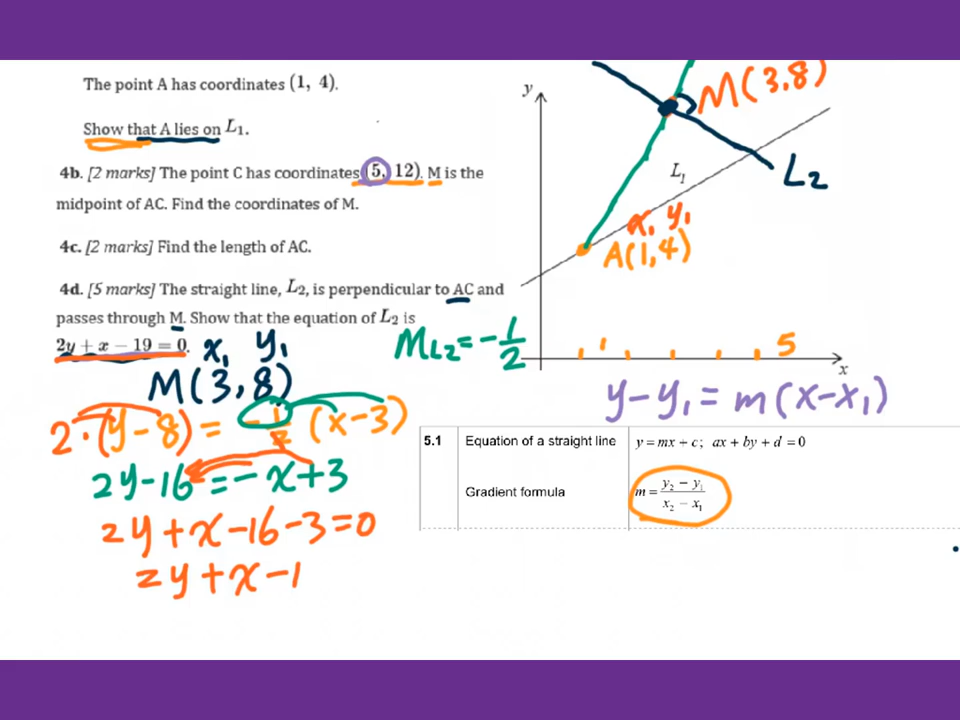 The point A has coordinates (1, 4).
Show that A lies on L₁.
4b. [2 marks] The point C has coordinates (5, 12). M is the
midpoint of AC. Find the coordinates of M.
4c. [2 marks] Find the length of AC.
4d. [5 marks] The straight line, L₂, is perpendicular to AC and
passes through M. Show that the equation of L₂ is
2y + x − 19 = 0.
x₁ y₁
M(3,8)
2·(y−8) = −1/2 (x−3)
2y−16 = −x+3
2y+x−16−3=0
2y+x−1
y
M(3,8)
L₁
L2
x, y₁
A(1,4)
mL2 = −1/2
1
5
x
y−y₁ = m(x−x₁)
5.1 Equation of a straight line y = mx + c; ax + by + d = 0
Gradient formula m = (y₂ − y₁)/(x₂ − x₁)